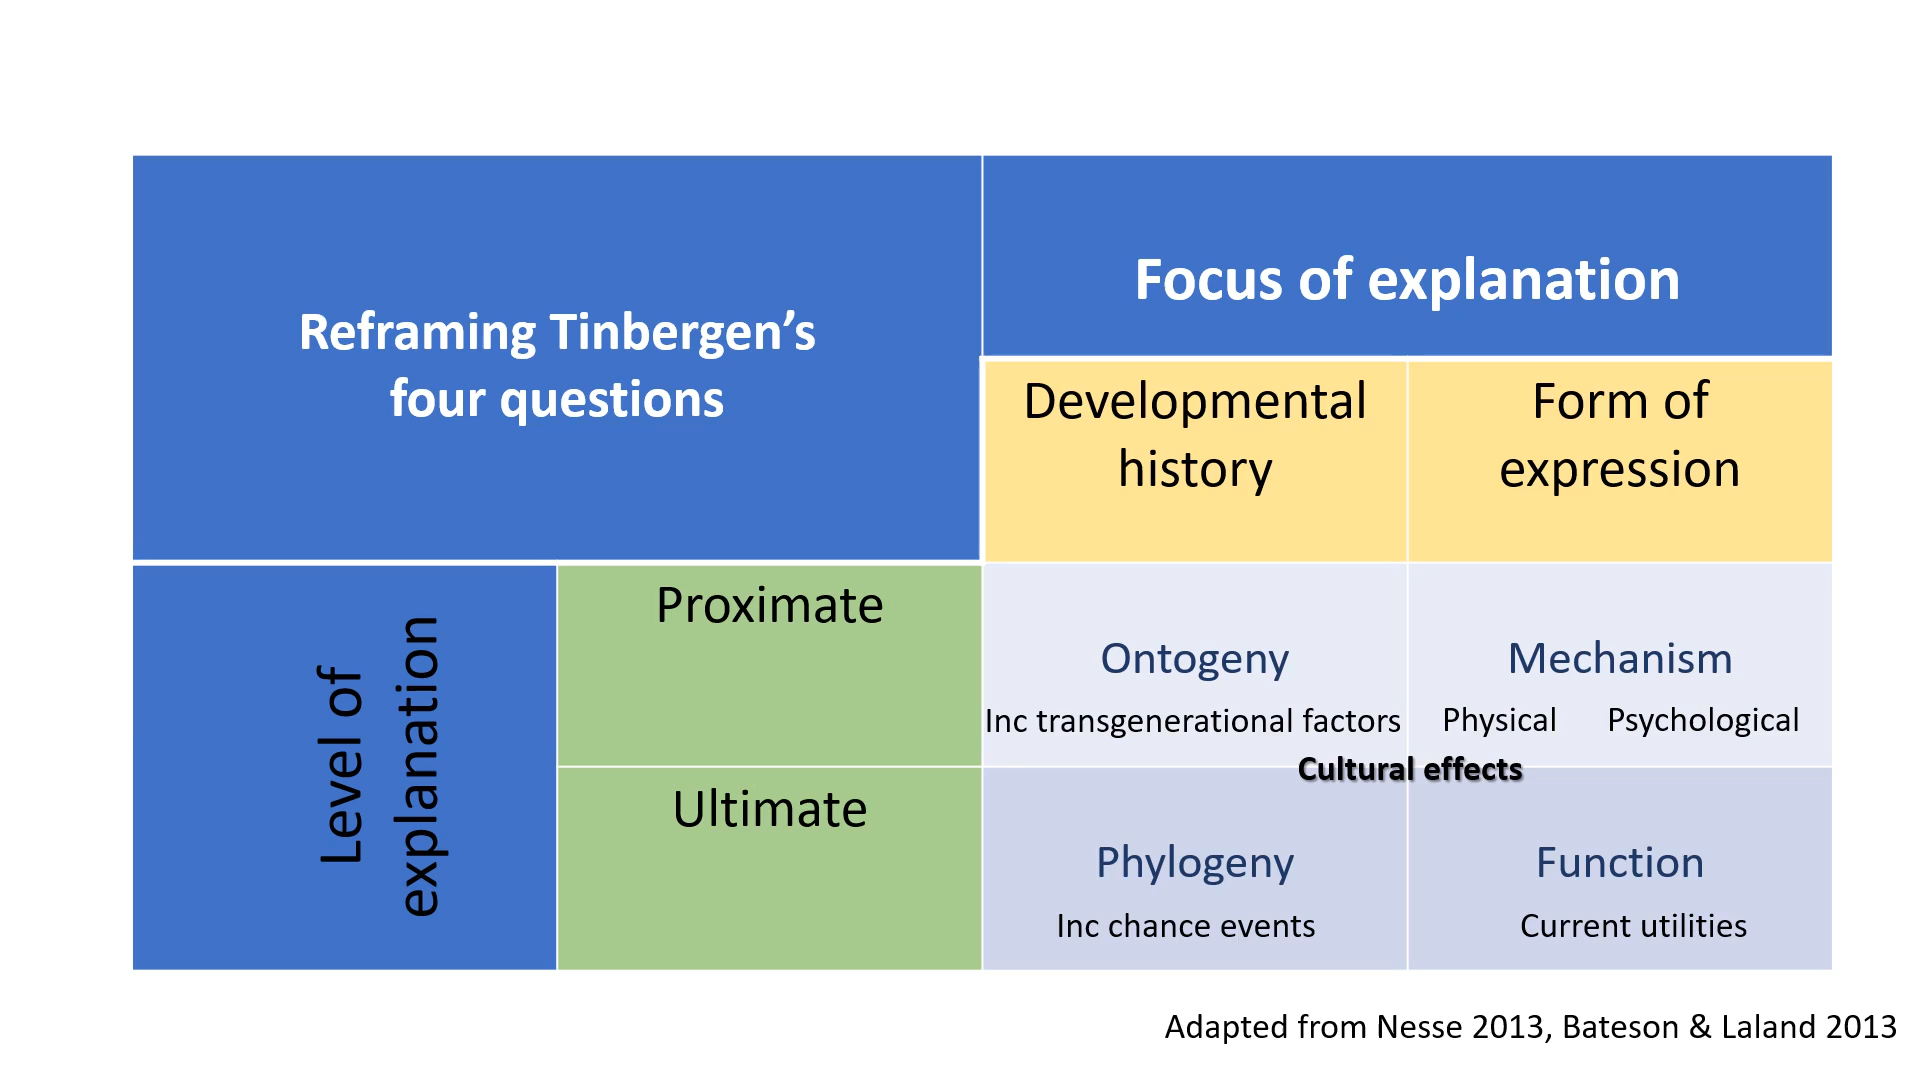 Reframing Tinbergen’s
four questions
Focus of explanation
Developmental
history
Form of
expression
Level of
explanation
Proximate
Ontogeny
Inc transgenerational factors
Mechanism
Physical Psychological
Cultural effects
Ultimate
Phylogeny
Inc chance events
Function
Current utilities
Adapted from Nesse 2013, Bateson & Laland 2013